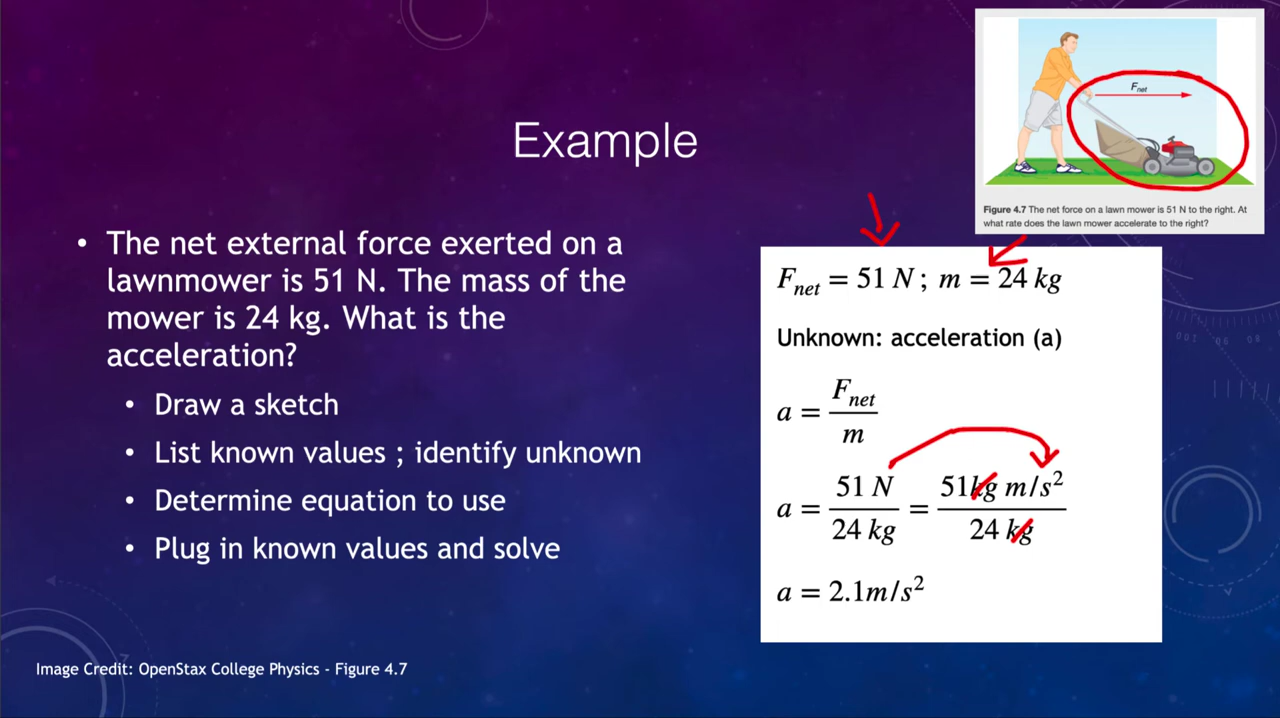 Example
• The net external force exerted on a
lawnmower is 51 N. The mass of the
mower is 24 kg. What is the
acceleration?
• Draw a sketch
• List known values ; identify unknown
• Determine equation to use
• Plug in known values and solve
Fnet
Figure 4.7 The net force on a lawn mower is 51 N to the right. At
what rate does the lawn mower accelerate to the right?
F_net = 51 N ; m = 24 kg
Unknown: acceleration (a)
a = F_net / m
a = 51 N / 24 kg = 51kg m/s² / 24 kg
a = 2.1m/s²
Image Credit: OpenStax College Physics - Figure 4.7